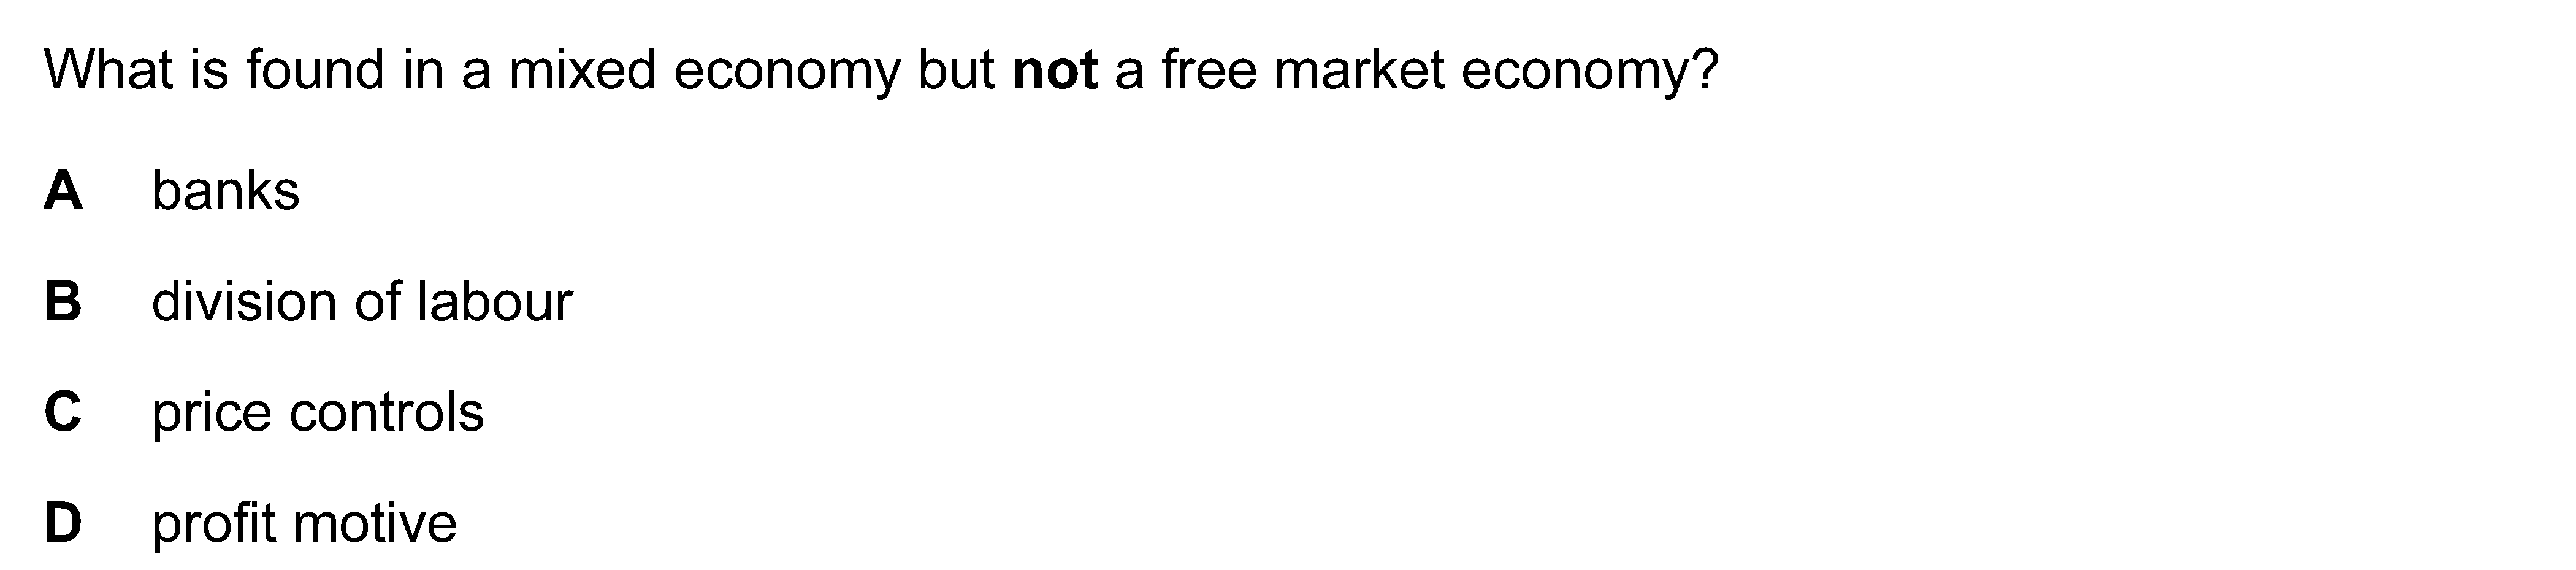 What is found in a mixed economy but not a free market economy?
A banks
B division of labour
C price controls
D profit motive